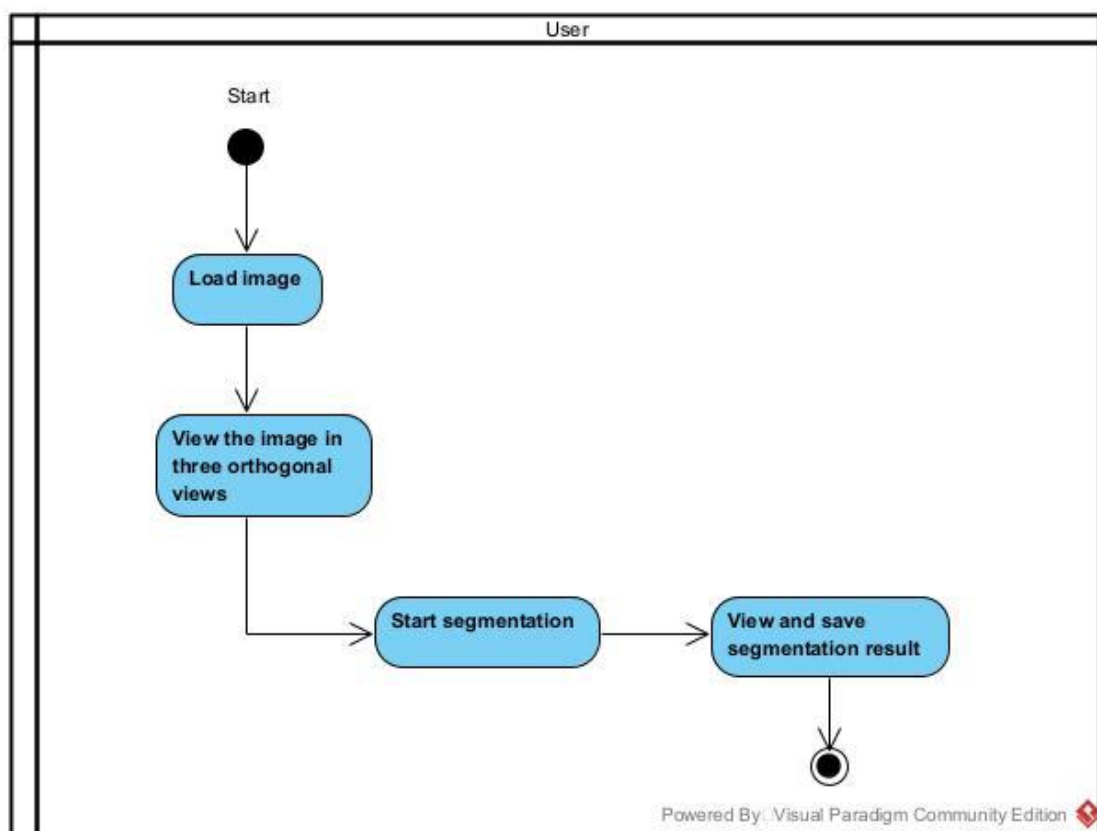 User
Start
Load image
View the image in
three orthogonal
views
Start segmentation
View and save
segmentation result
Powered By Visual Paradigm Community Edition